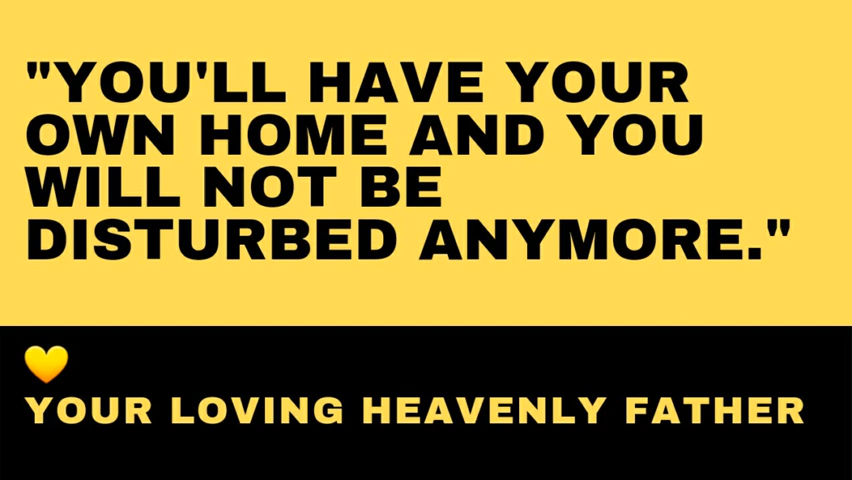 "YOU'LL HAVE YOUR
OWN HOME AND YOU
WILL NOT BE
DISTURBED ANYMORE."
💛
YOUR LOVING HEAVENLY FATHER